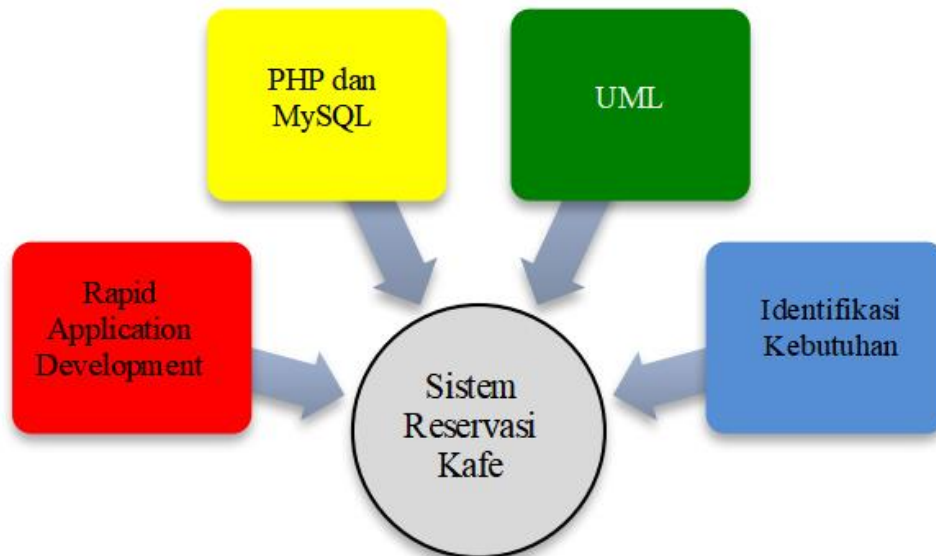 PHP dan
MySQL
UML
Rapid
Application
Development
Identifikasi
Kebutuhan
Sistem
Reservasi
Kafe